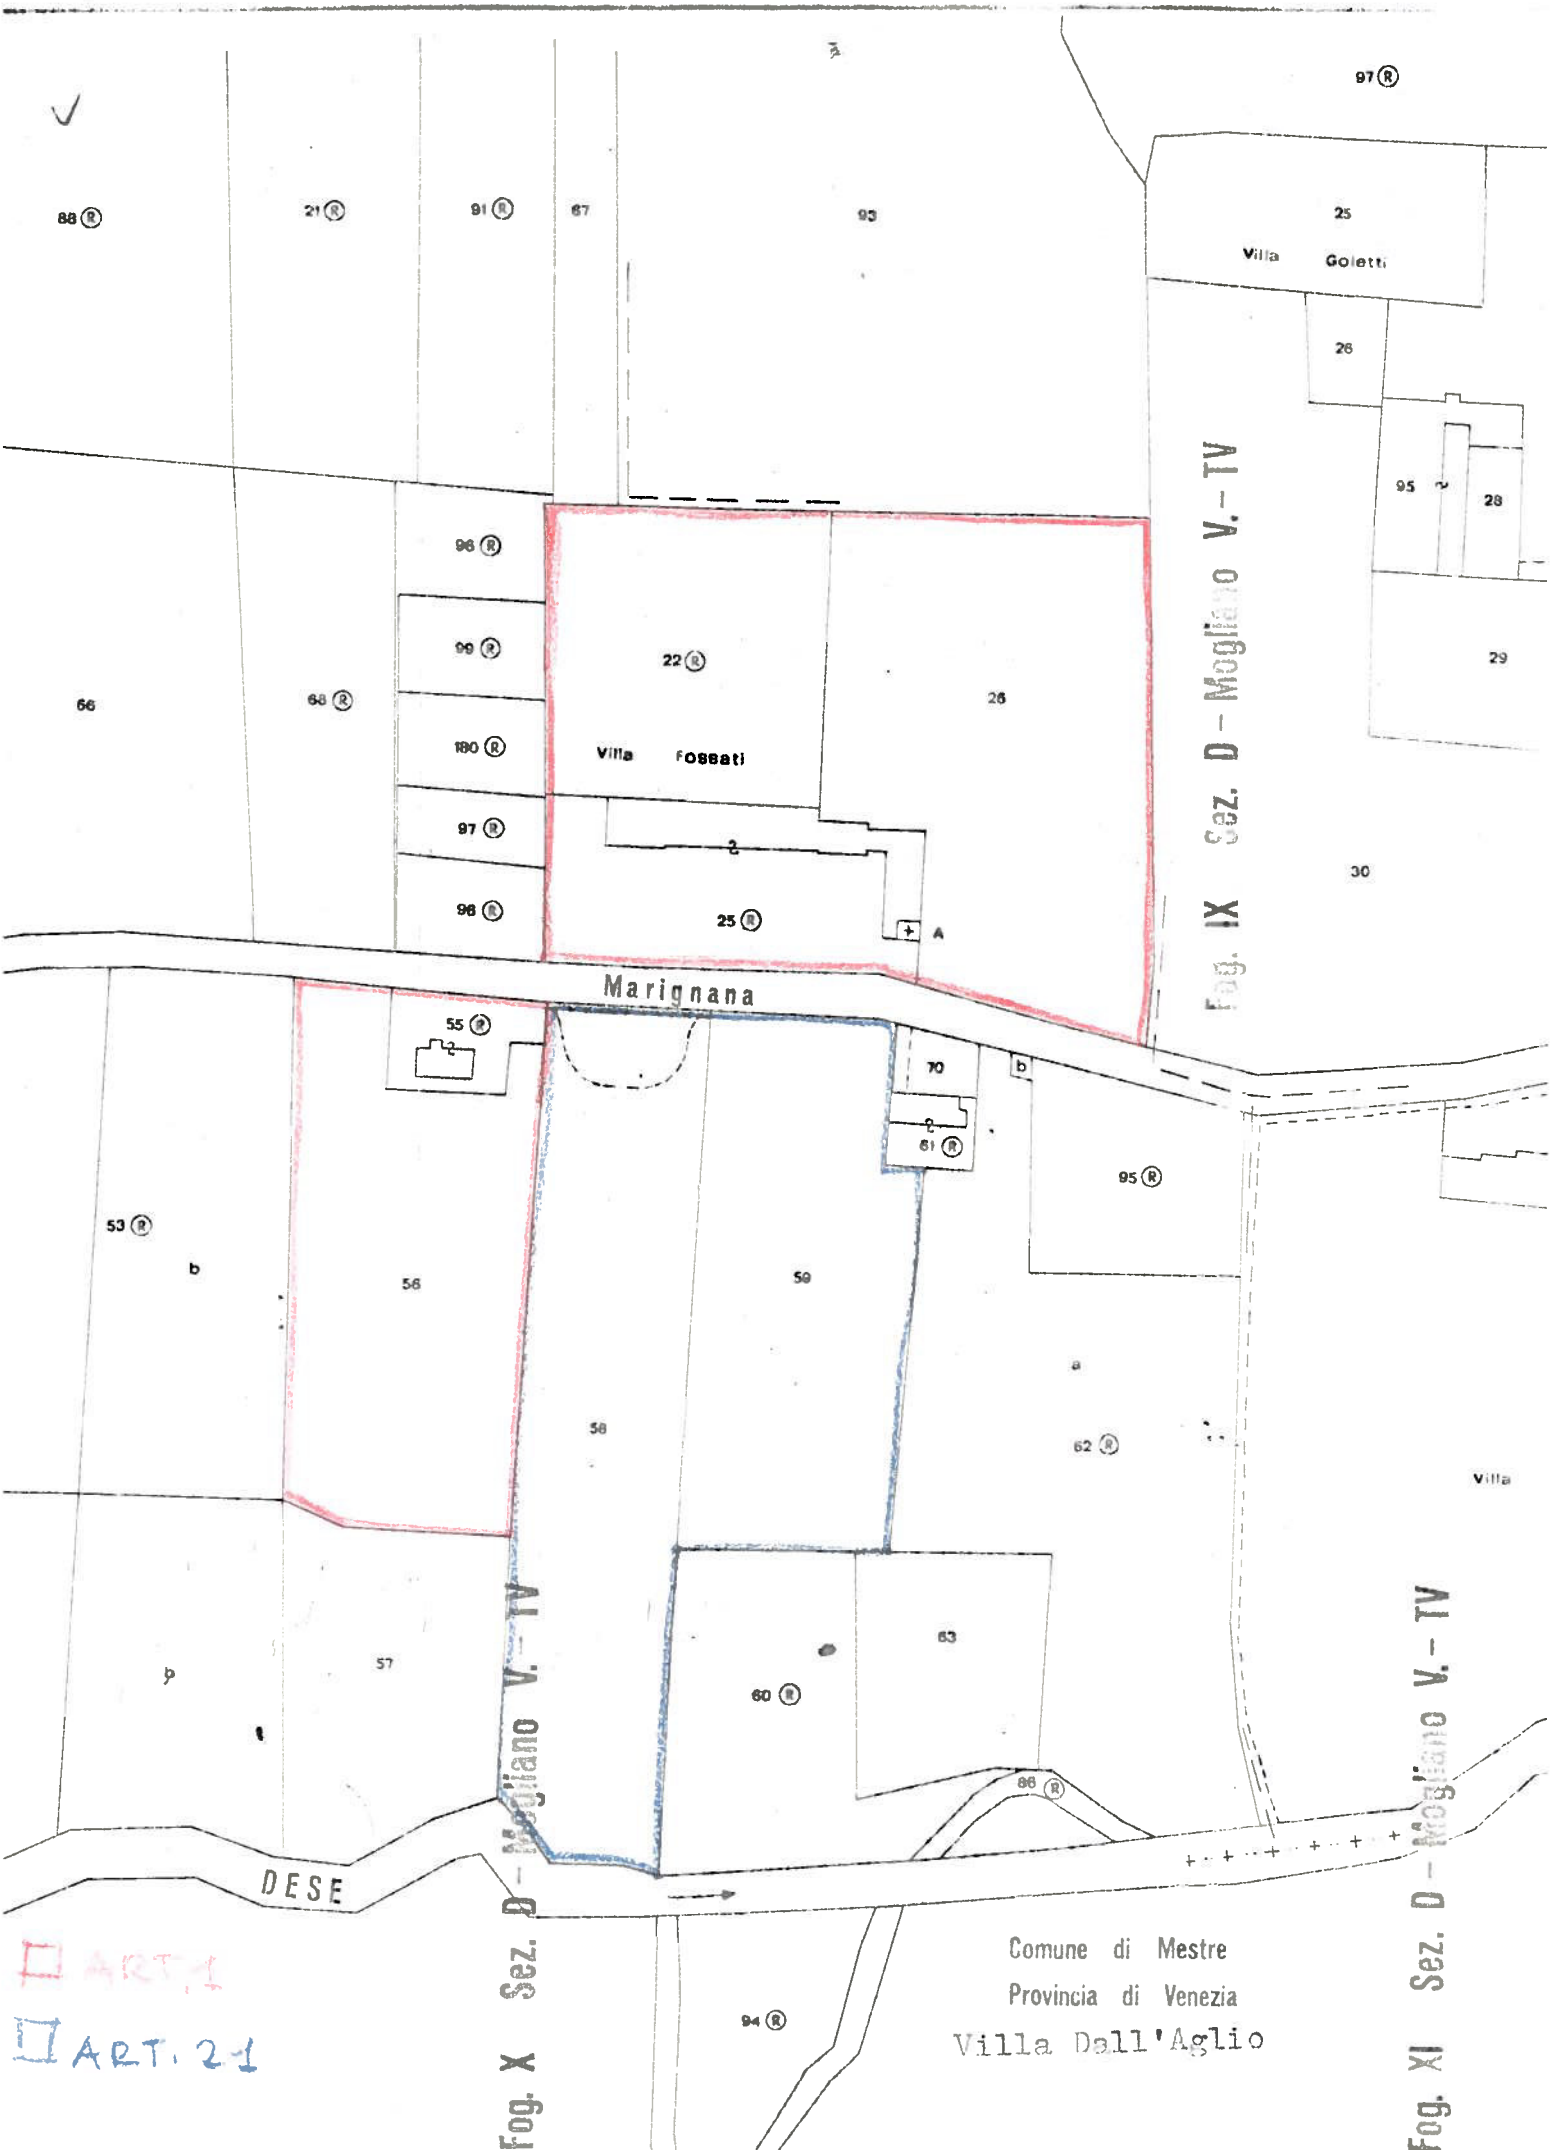 97 R
88 R
21 R
91 R
67
93
25
Villa Goletti
26
95
28
29
30
96 R
99 R
180 R
97 R
98 R
66
68 R
22 R
26
Villa Fossati
25 R
A
Fog. IX Sez. D - Mogliano V. - TV
Marignana
55 R
70
b
61 R
95 R
53 R
b
56
59
58
a
62 R
Villa
57
b
60 R
63
86 R
DESE
Fog. X Sez. D - Mogliano V. - TV
Fog. XI Sez. D - Mogliano V. - TV
94 R
ART. 1
ART. 21
Comune di Mestre
Provincia di Venezia
Villa Dall'Aglio